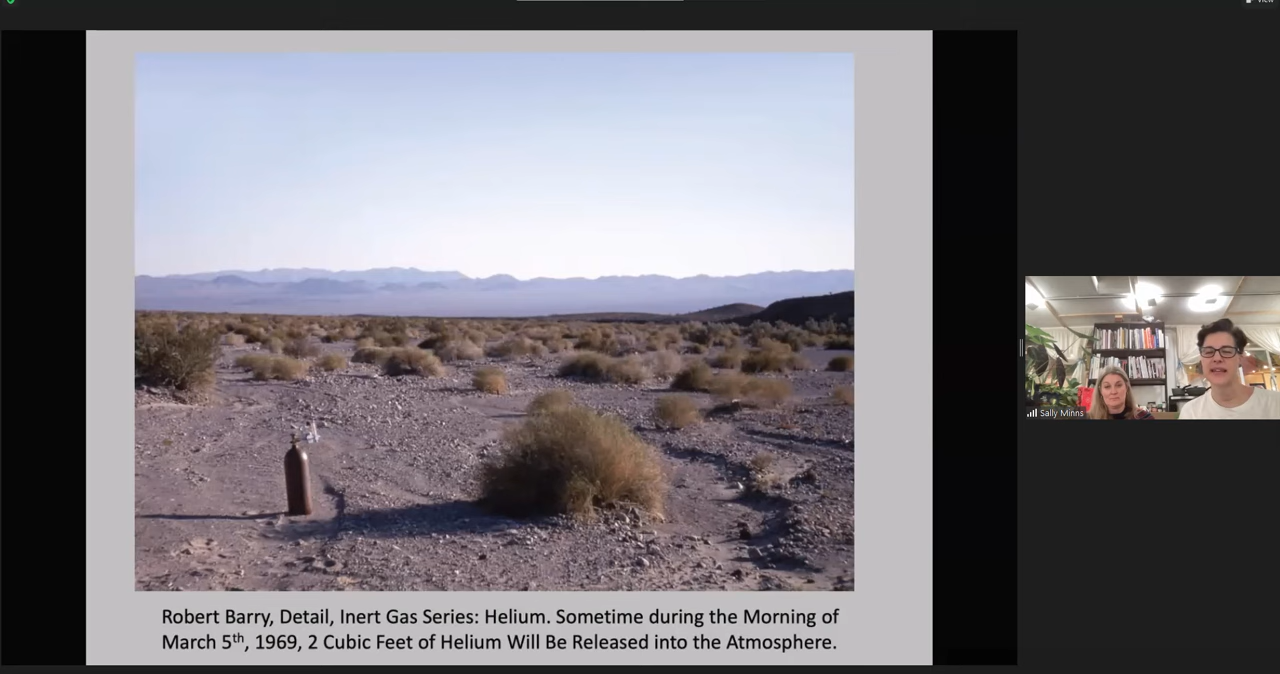 View
Robert Barry, Detail, Inert Gas Series: Helium. Sometime during the Morning of
March 5th, 1969, 2 Cubic Feet of Helium Will Be Released into the Atmosphere.
Sally Minns